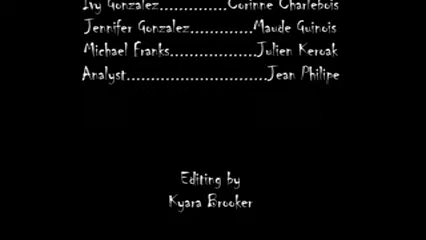 Ivy Gonzalez..............Corinne Charlebois
Jennifer Gonzalez.............Maude Guinois
Michael Franks..................Julien Keroak
Analyst.............................Jean Philipe
Editing by
Kyara Brooker